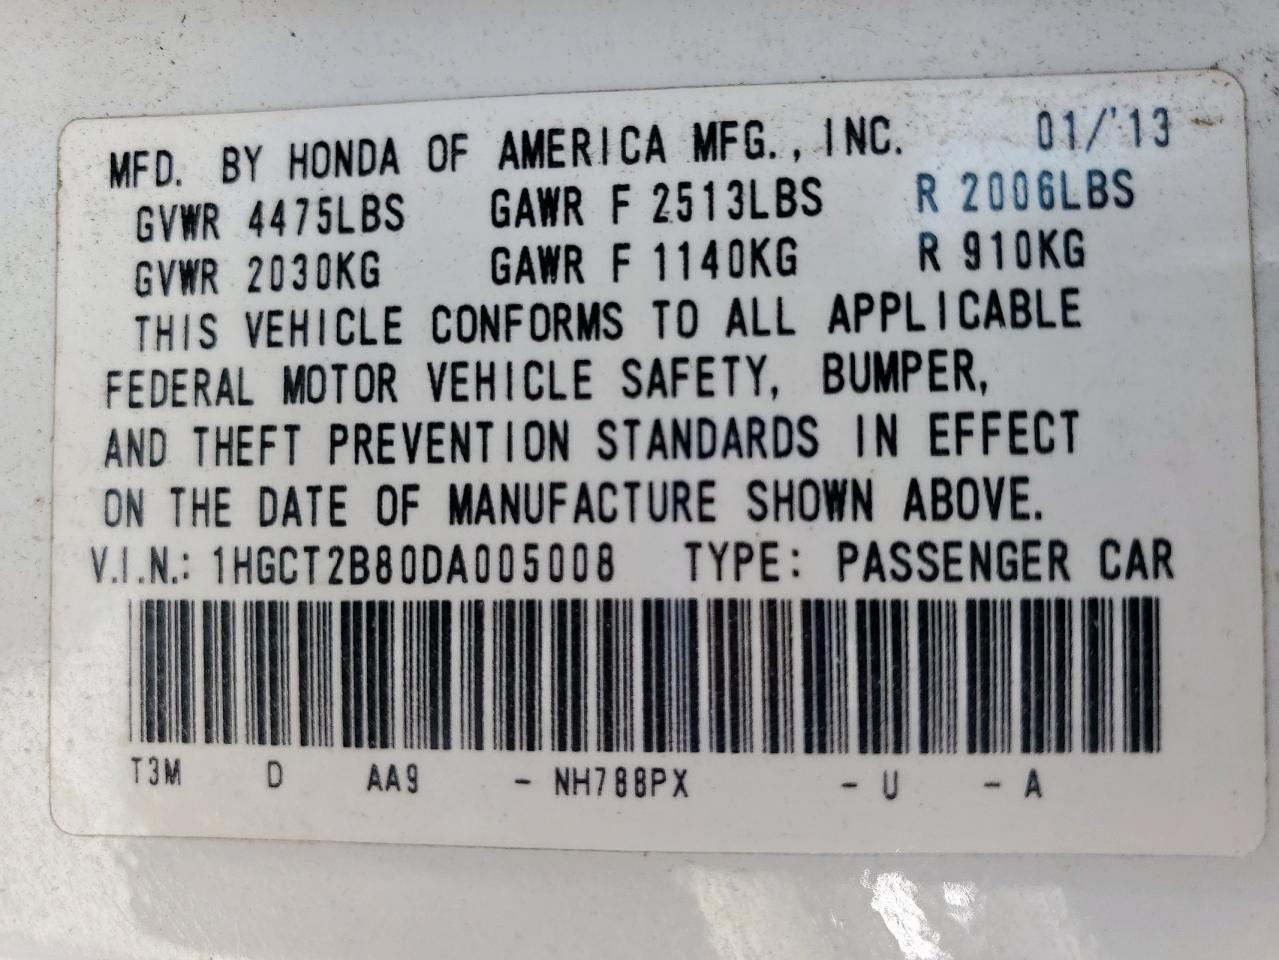 MFD. BY HONDA OF AMERICA MFG., INC. 01/'13
GVWR 4475LBS GAWR F 2513LBS R 2006LBS
GVWR 2030KG GAWR F 1140KG R 910KG
THIS VEHICLE CONFORMS TO ALL APPLICABLE
FEDERAL MOTOR VEHICLE SAFETY, BUMPER,
AND THEFT PREVENTION STANDARDS IN EFFECT
ON THE DATE OF MANUFACTURE SHOWN ABOVE.
V.I.N.: 1HGCT2B80DA005008 TYPE: PASSENGER CAR
T3M D AA9 - NH788PX - U - A